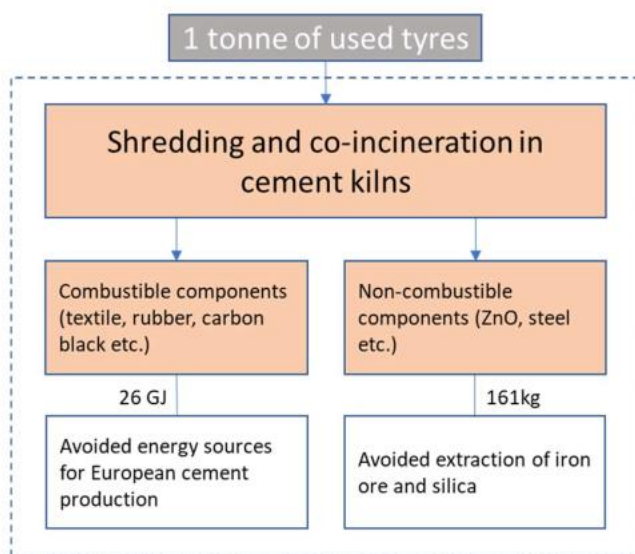 1 tonne of used tyres
Shredding and co-incineration in
cement kilns
Combustible components
(textile, rubber, carbon
black etc.)
Non-combustible
components (ZnO, steel
etc.)
26 GJ
161kg
Avoided energy sources
for European cement
production
Avoided extraction of iron
ore and silica